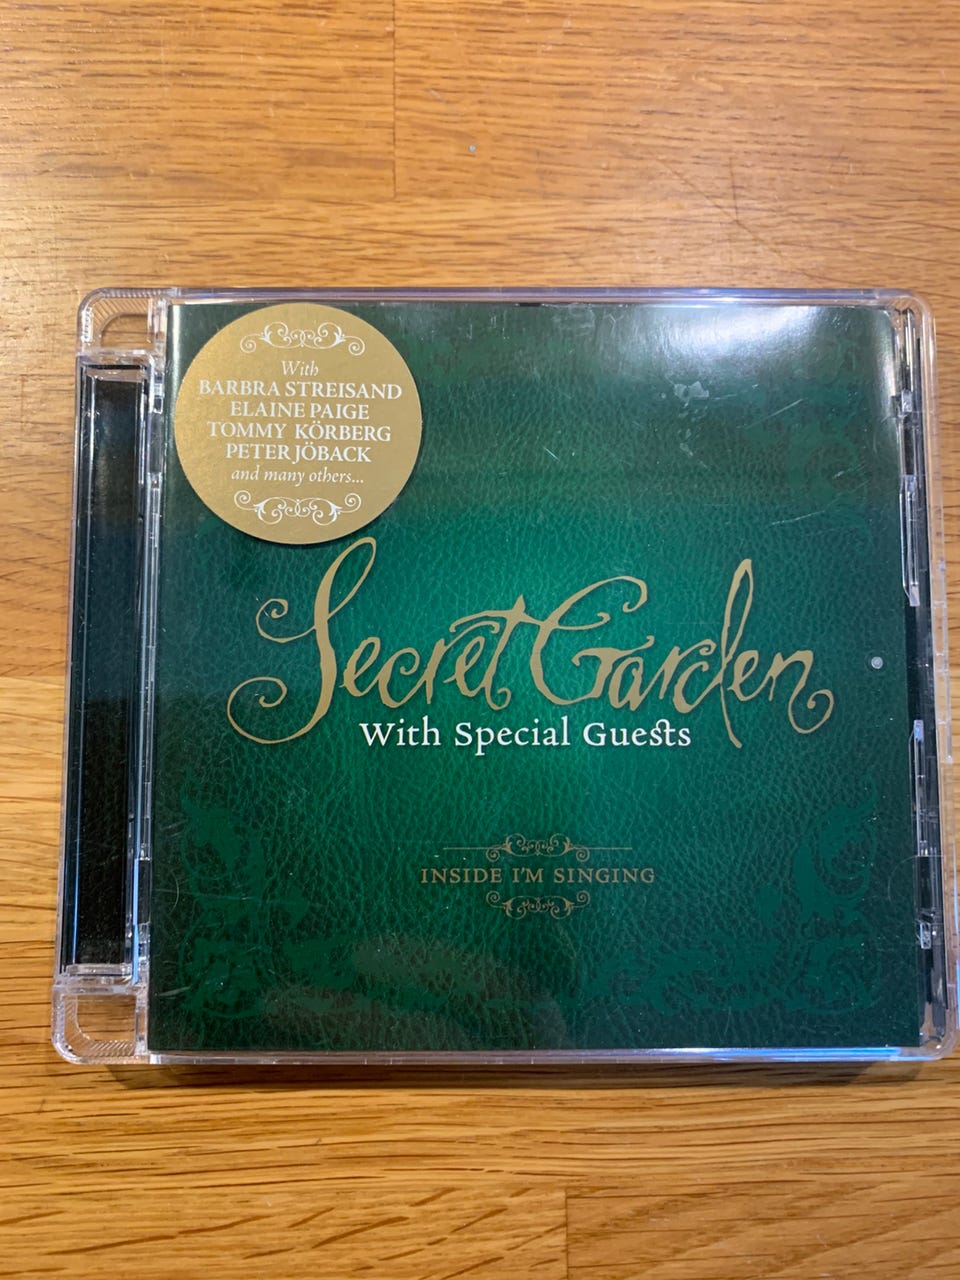 With
BARBRA STREISAND
ELAINE PAIGE
TOMMY KÖRBERG
PETER JÖBACK
and many others...
Secret Garden
With Special Guests
INSIDE I'M SINGING